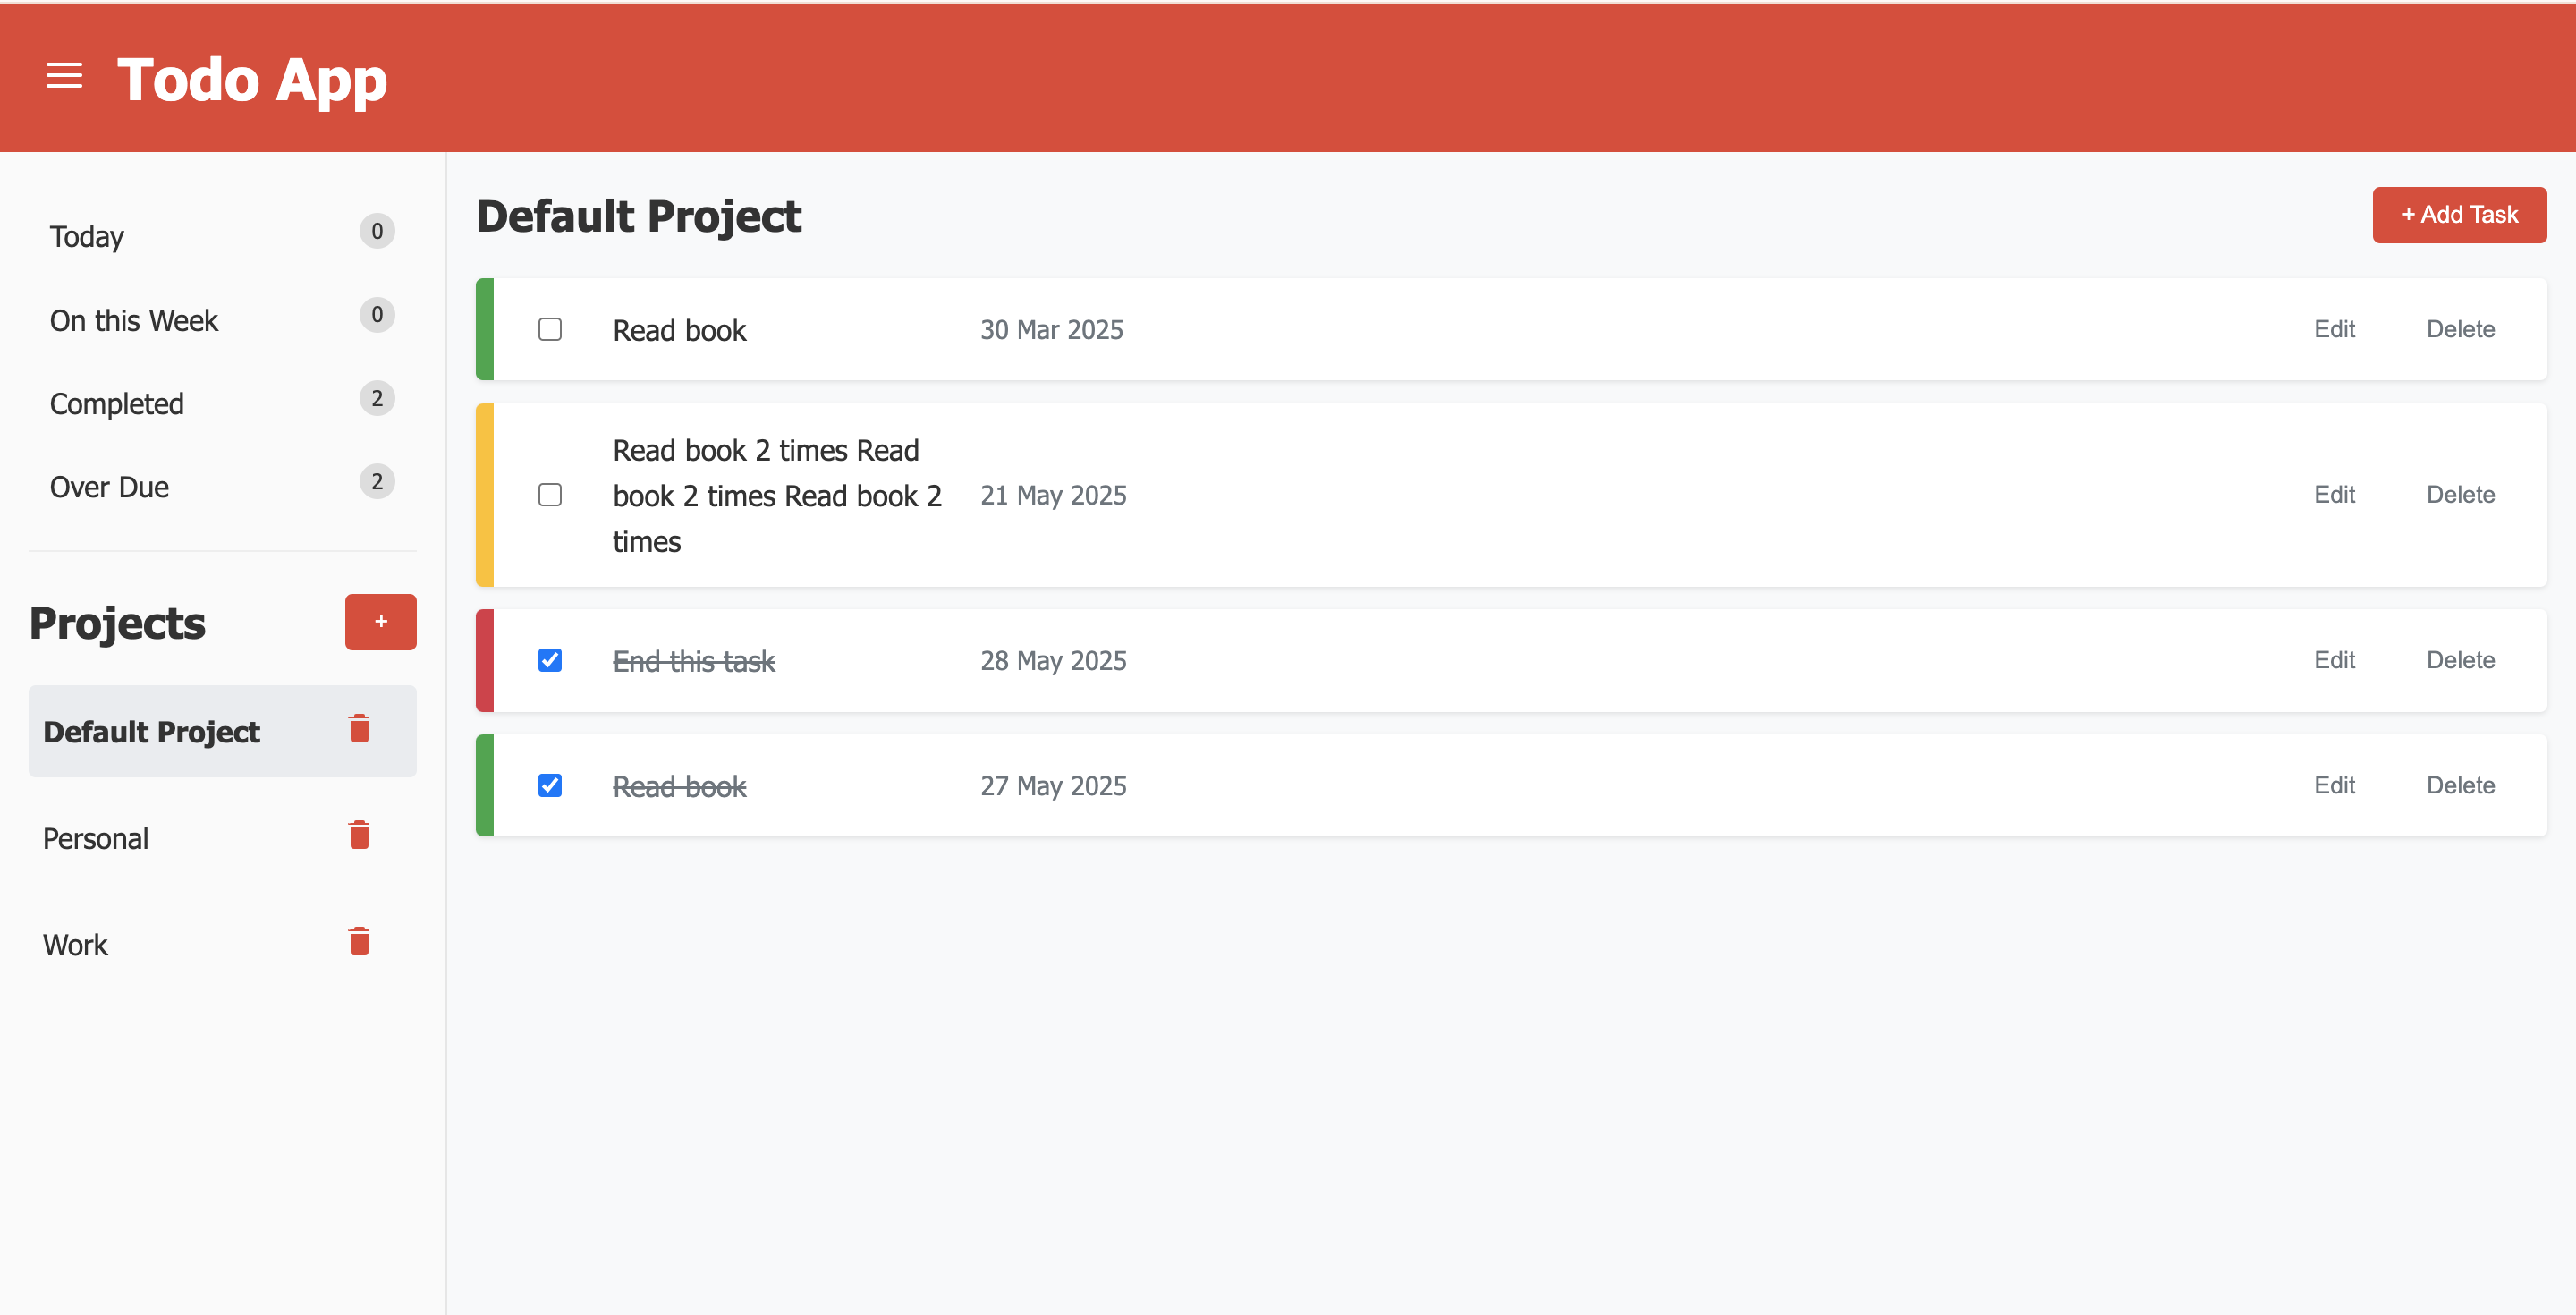 Todo App
Today 0
On this Week 0
Completed 2
Over Due 2
Projects +
Default Project
Personal
Work
Default Project + Add Task
Read book 30 Mar 2025 Edit Delete
Read book 2 times Read
book 2 times Read book 2 21 May 2025 Edit Delete
times
End this task 28 May 2025 Edit Delete
Read book 27 May 2025 Edit Delete